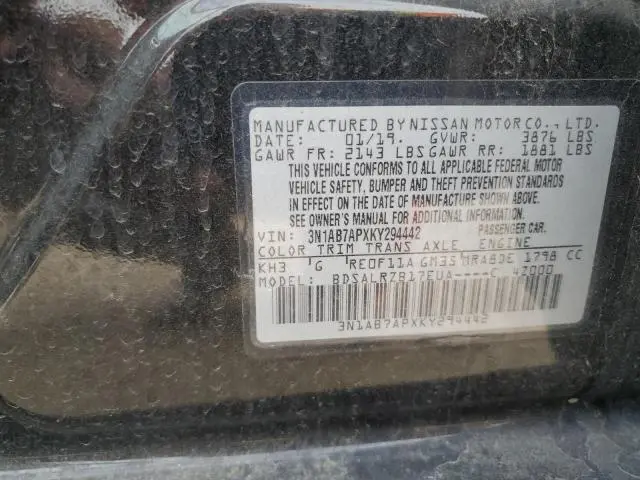 MANUFACTURED BY NISSAN MOTOR CO., LTD.
DATE: 01/19 GVWR: 3876 LBS
GAWR FR: 2143 LBS GAWR RR: 1881 LBS
THIS VEHICLE CONFORMS TO ALL APPLICABLE FEDERAL MOTOR
VEHICLE SAFETY, BUMPER AND THEFT PREVENTION STANDARDS
IN EFFECT ON THE DATE OF MANUFACTURE SHOWN ABOVE.
SEE OWNER'S MANUAL FOR ADDITIONAL INFORMATION.
VIN: 3N1AB7APXKY294442 PASSENGER CAR.
COLOR TRIM TRANS AXLE ENGINE
KH3 G RE0F11A GM35 MRA8DE 1798 CC
MODEL: BDSALRZB17EUA----C 4Z000
3N1AB7APXKY294442